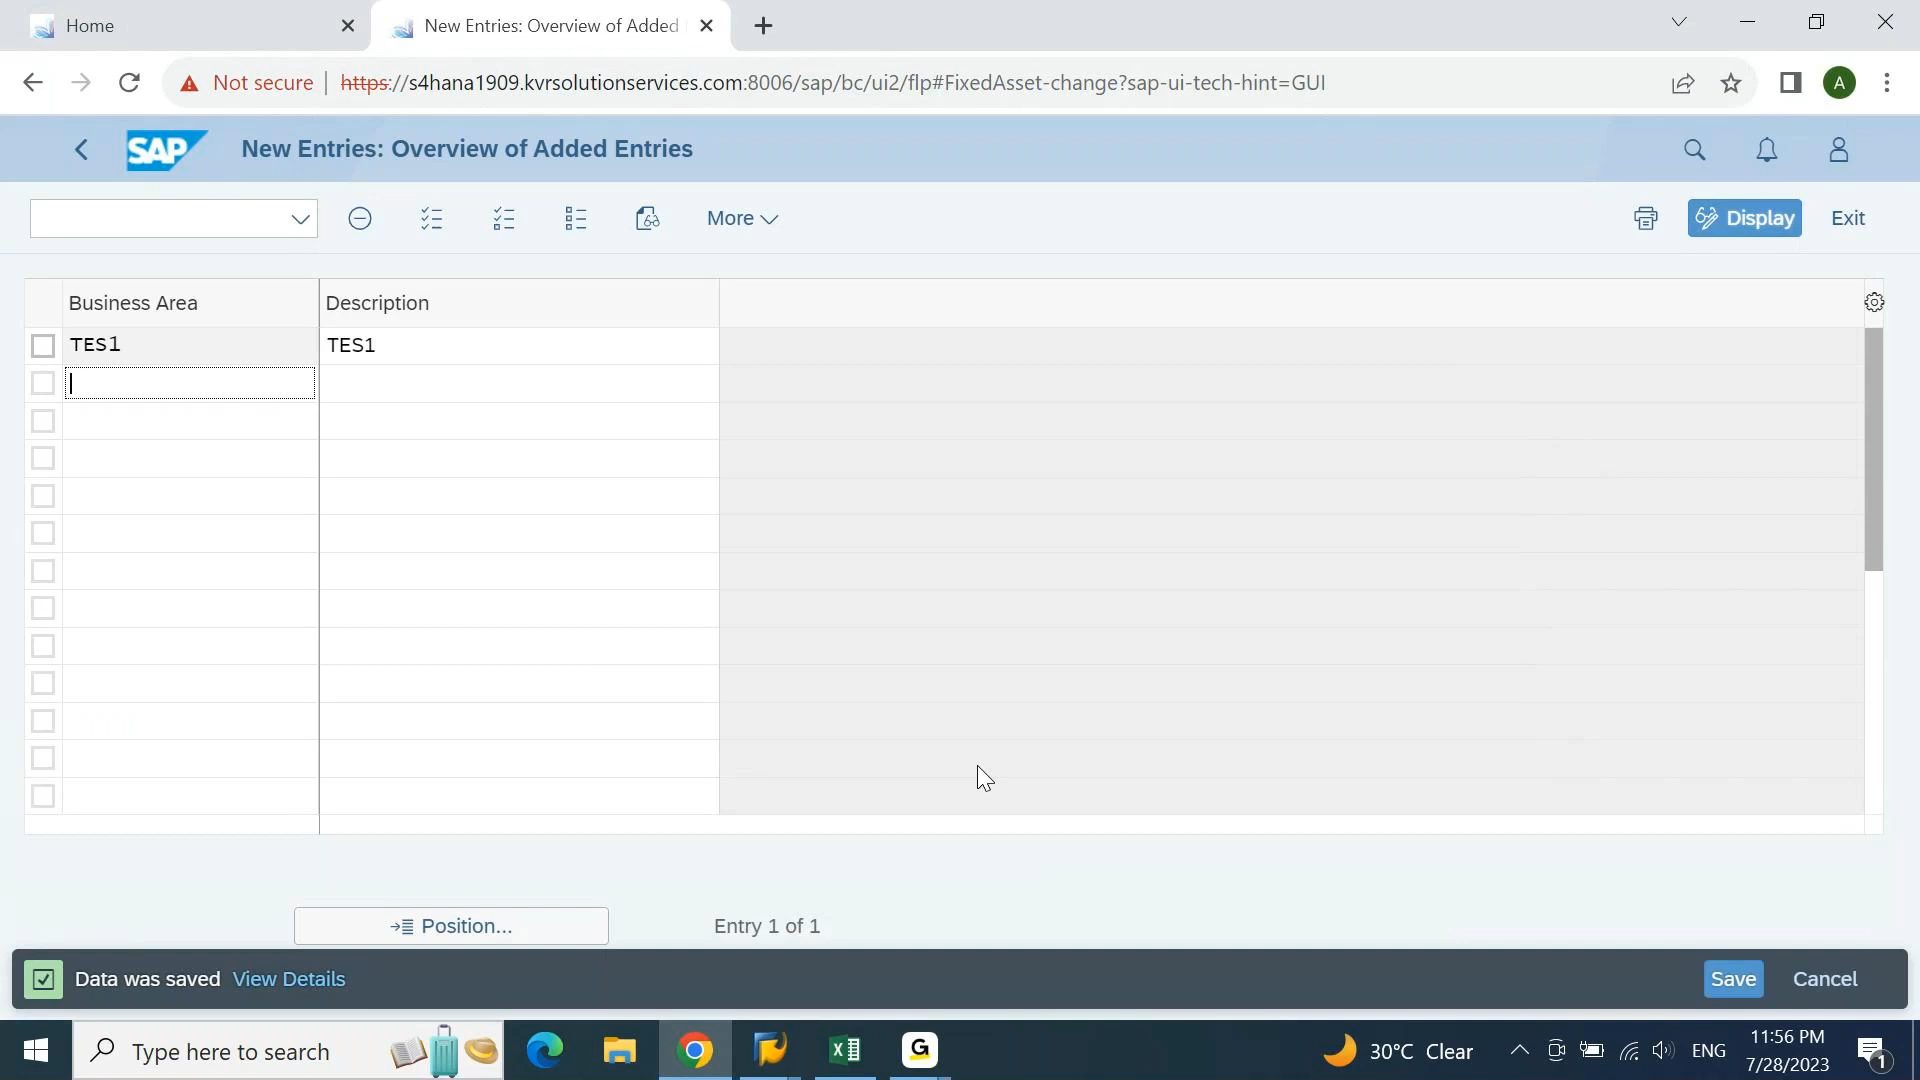 Home
New Entries: Overview of Added
Not secure
https://s4hana1909.kvrsolutionservices.com:8006/sap/bc/ui2/flp#FixedAsset-change?sap-ui-tech-hint=GUI
A
SAP
New Entries: Overview of Added Entries
More
Display
Exit
Business Area
Description
TES1
TES1
Position...
Entry 1 of 1
Data was saved
View Details
Save
Cancel
Type here to search
G
30°C Clear
ENG
11:56 PM
7/28/2023
1